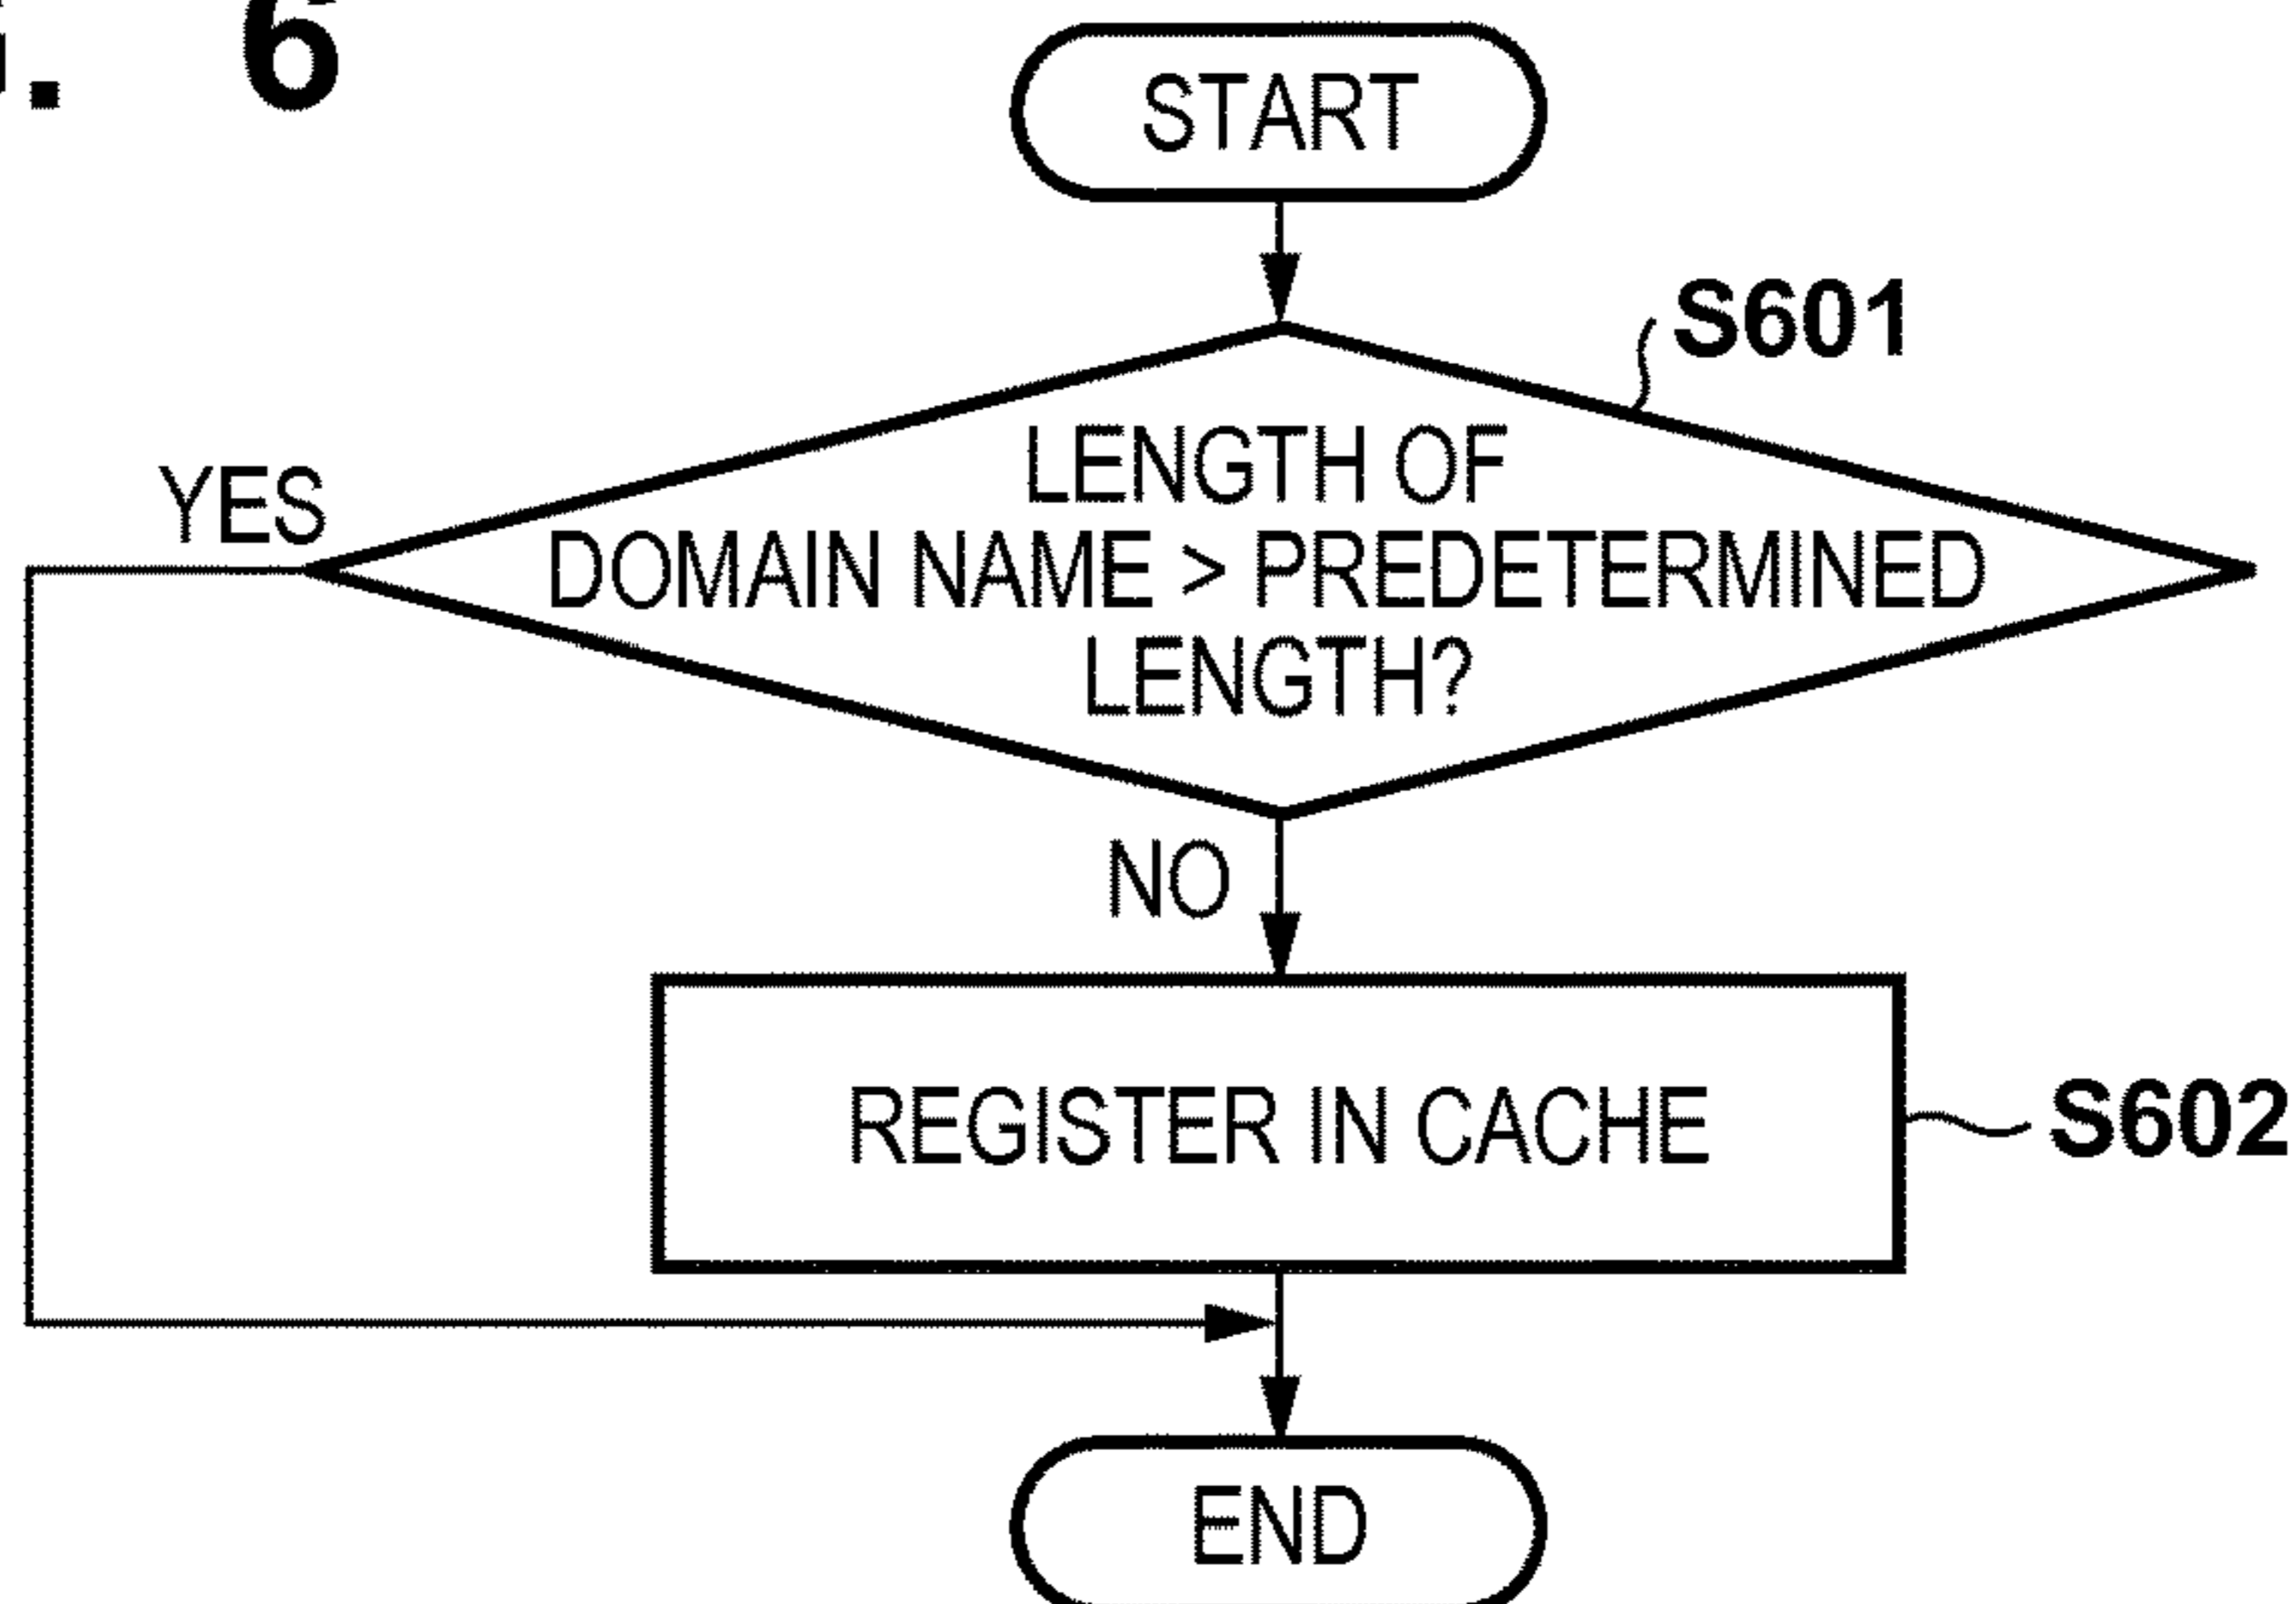 . 6
START
S601
YES
LENGTH OF
DOMAIN NAME > PREDETERMINED
LENGTH?
NO
REGISTER IN CACHE
S602
END